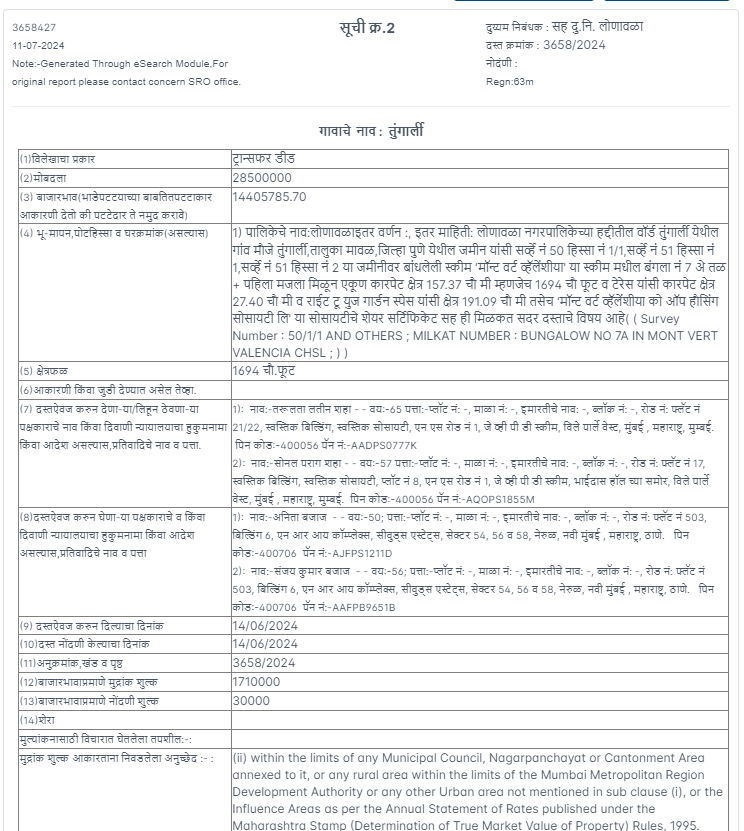 3658427
11-07-2024
Note:-Generated Through eSearch Module,For
original report please contact concern SRO office.
सूची क्र.2
दुय्यम निबंधक : सह दु.नि. लोणावळा
दस्त क्रमांक : 3658/2024
नोदंणी :
Regn:63m
गावाचे नाव : तुंगार्ली
(1)विलेखाचा प्रकार
ट्रान्सफर डीड
(2)मोबदला
28500000
(3) बाजारभाव(भाडेपटटयाच्या बाबतितपटटाकार
आकारणी देतो की पटटेदार ते नमुद करावे)
14405785.70
(4) भू-मापन,पोटहिस्सा व घरक्रमांक(असल्यास)
1) पालिकेचे नाव:लोणावळाइतर वर्णन :, इतर माहिती: लोणावळा नगरपालिकेच्या हद्दीतील वॉर्ड तुंगार्ली येथील
गांव मौजे तुंगार्ली,तालुका मावळ,जिल्हा पुणे येथील जमीन यांसी सर्व्हे नं 50 हिस्सा नं 1/1,सर्व्हे नं 51 हिस्सा नं
1,सर्व्हे नं 51 हिस्सा नं 2 या जमीनीवर बांधलेली स्कीम 'मॉन्ट वर्ट व्हॅलेंशीया' या स्कीम मधील बंगला नं 7 अे तळ
+ पहिला मजला मिळून एकूण कारपेट क्षेत्र 157.37 चौ मी म्हणजेच 1694 चौ फूट व टेरेस यांसी कारपेट क्षेत्र
27.40 चौ मी व राईट टू युज गार्डन स्पेस यांसी क्षेत्र 191.09 चौ मी तसेच 'मॉन्ट वर्ट व्हॅलेंशीया को ऑप हौसिंग
सोसायटी लि' या सोसायटीचे शेयर सर्टिफिकेट सह ही मिळकत सदर दस्ताचे विषय आहे( ( Survey
Number : 50/1/1 AND OTHERS ; MILKAT NUMBER : BUNGALOW NO 7A IN MONT VERT
VALENCIA CHSL ; ) )
(5) क्षेत्रफळ
1694 चौ.फूट
(6)आकारणी किंवा जुडी देण्यात असेल तेव्हा.
(7) दस्तऐवज करुन देणा-या/लिहून ठेवणा-या
पक्षकाराचे नाव किंवा दिवाणी न्यायालयाचा हुकुमनामा
किंवा आदेश असल्यास,प्रतिवादिचे नाव व पत्ता.
1): नाव:-तरूलता लतीन शहा - - वय:-65 पत्ता:-प्लॉट नं: -, माळा नं: -, इमारतीचे नाव: -, ब्लॉक नं: -, रोड नं: फ्लॅट नं
21/22, स्वस्तिक बिल्डिंग, स्वस्तिक सोसायटी, एन एस रोड नं 1, जे व्ही पी डी स्कीम, विले पार्ले वेस्ट, मुंबई , महाराष्ट्र, मुम्बई.
पिन कोड:-400056 पॅन नं:-AADPS0777K
2): नाव:-सोनल पराग शहा - - वय:-57 पत्ता:-प्लॉट नं: -, माळा नं: -, इमारतीचे नाव: -, ब्लॉक नं: -, रोड नं: फ्लॅट नं 17,
स्वस्तिक बिल्डिंग, स्वस्तिक सोसायटी, प्लॉट नं 8, एन एस रोड नं 1, जे व्ही पी डी स्कीम, भाईदास हॉल च्या समोर, विले पार्ले
वेस्ट, मुंबई , महाराष्ट्र, मुम्बई. पिन कोड:-400056 पॅन नं:-AQOPS1855M
(8)दस्तऐवज करुन घेणा-या पक्षकाराचे व किंवा
दिवाणी न्यायालयाचा हुकुमनामा किंवा आदेश
असल्यास,प्रतिवादिचे नाव व पत्ता
1): नाव:-अनिता बजाज - - वय:-50; पत्ता:-प्लॉट नं: -, माळा नं: -, इमारतीचे नाव: -, ब्लॉक नं: -, रोड नं: फ्लॅट नं 503,
बिल्डिंग 6, एन आर आय कॉम्प्लेक्स, सीवुड्स एस्टेट्स, सेक्टर 54, 56 व 58, नेरुळ, नवी मुंबई , महाराष्ट्र, ठाणे. पिन
कोड:-400706 पॅन नं:-AJFPS1211D
2): नाव:-संजय कुमार बजाज - - वय:-56; पत्ता:-प्लॉट नं: -, माळा नं: -, इमारतीचे नाव: -, ब्लॉक नं: -, रोड नं: फ्लॅट नं
503, बिल्डिंग 6, एन आर आय कॉम्प्लेक्स, सीवुड्स एस्टेट्स, सेक्टर 54, 56 व 58, नेरुळ, नवी मुंबई , महाराष्ट्र, ठाणे. पिन
कोड:-400706 पॅन नं:-AAFPB9651B
(9) दस्तऐवज करुन दिल्याचा दिनांक
14/06/2024
(10)दस्त नोंदणी केल्याचा दिनांक
14/06/2024
(11)अनुक्रमांक,खंड व पृष्ठ
3658/2024
(12)बाजारभावाप्रमाणे मुद्रांक शुल्क
1710000
(13)बाजारभावाप्रमाणे नोंदणी शुल्क
30000
(14)शेरा
मुल्यांकनासाठी विचारात घेतलेला तपशील:-:
मुद्रांक शुल्क आकारताना निवडलेला अनुच्छेद :- :
(ii) within the limits of any Municipal Council, Nagarpanchayat or Cantonment Area
annexed to it, or any rural area within the limits of the Mumbai Metropolitan Region
Development Authority or any other Urban area not mentioned in sub clause (i), or the
Influence Areas as per the Annual Statement of Rates published under the
Maharashtra Stamp (Determination of True Market Value of Property) Rules, 1995.